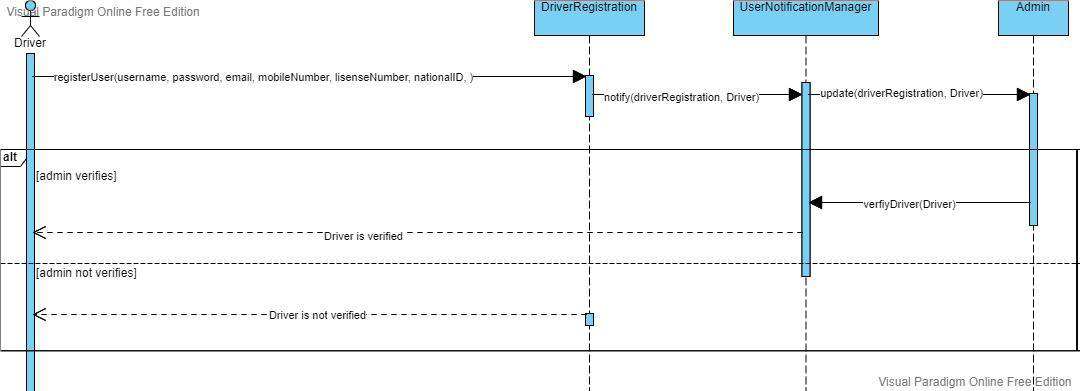 Visual Paradigm Online Free Edition
DriverRegistration
UserNotificationManager
Admin
Driver
registerUser(username, password, email, mobileNumber, lisenseNumber, nationalID, )
notify(driverRegistration, Driver)
update(driverRegistration, Driver)
alt
[admin verifies]
verfiyDriver(Driver)
Driver is verified
[admin not verifies]
Driver is not verified
Visual Paradigm Online Free Edition